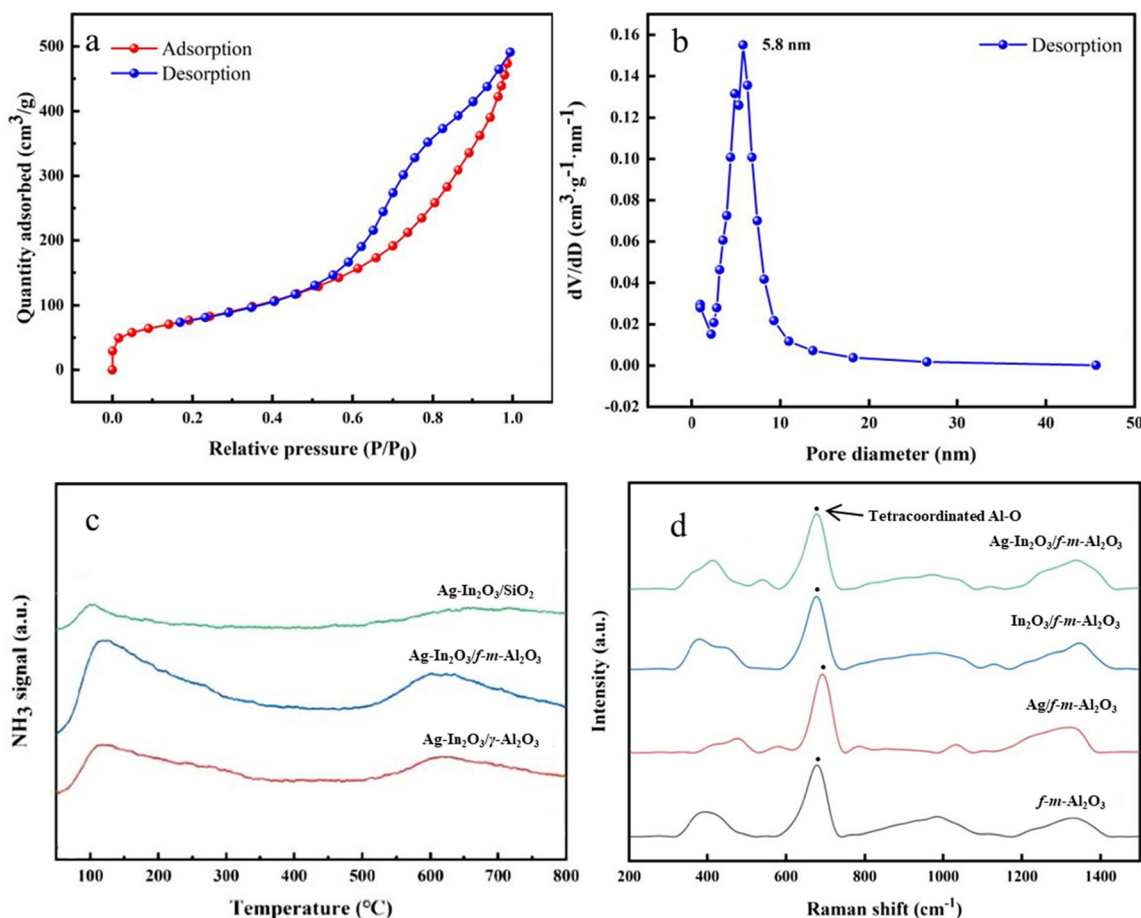 a
Adsorption
Desorption
500
400
300
200
100
0
Quantity adsorbed (cm³/g)
0.0 0.2 0.4 0.6 0.8 1.0
Relative pressure (P/P₀)
b
5.8 nm
Desorption
0.16
0.14
0.12
0.10
0.08
0.06
0.04
0.02
0.00
-0.02
dV/dD (cm³·g⁻¹·nm⁻¹)
0 10 20 30 40 50
Pore diameter (nm)
c
Ag-In₂O₃/SiO₂
Ag-In₂O₃/f-m-Al₂O₃
Ag-In₂O₃/γ-Al₂O₃
NH₃ signal (a.u.)
100 200 300 400 500 600 700 800
Temperature (℃)
d
Tetracoordinated Al-O
Ag-In₂O₃/f-m-Al₂O₃
In₂O₃/f-m-Al₂O₃
Ag/f-m-Al₂O₃
f-m-Al₂O₃
Intensity (a.u.)
200 400 600 800 1000 1200 1400
Raman shift (cm⁻¹)